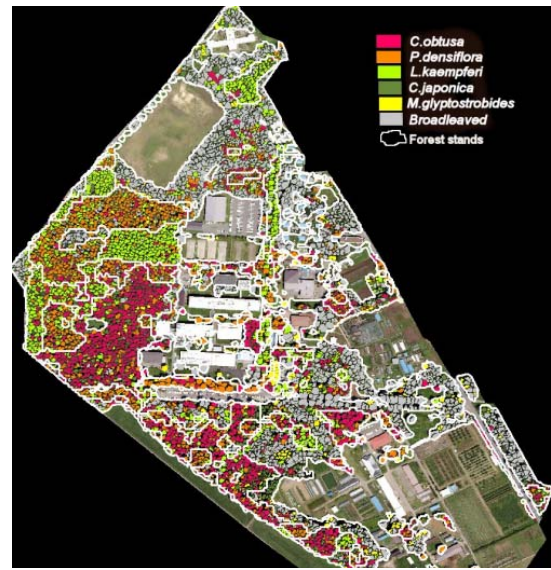 C.obtusa
P.densiflora
L.kaempferi
C.japonica
M.glyptostrobides
Broadleaved
Forest stands